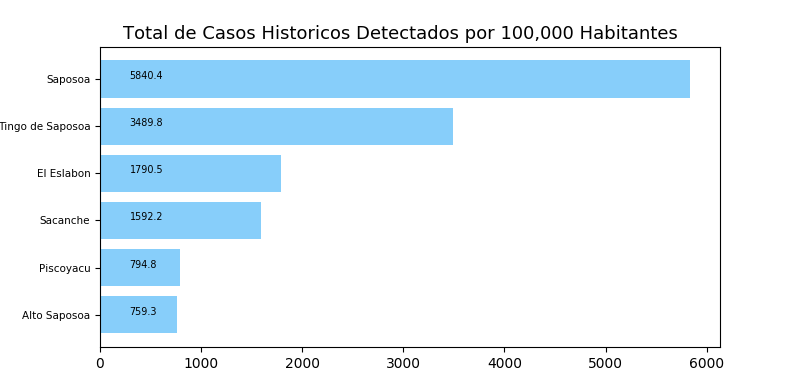 Total de Casos Historicos Detectados por 100,000 Habitantes
Saposoa 5840.4
Tingo de Saposoa 3489.8
El Eslabon 1790.5
Sacanche 1592.2
Piscoyacu 794.8
Alto Saposoa 759.3
0 1000 2000 3000 4000 5000 6000